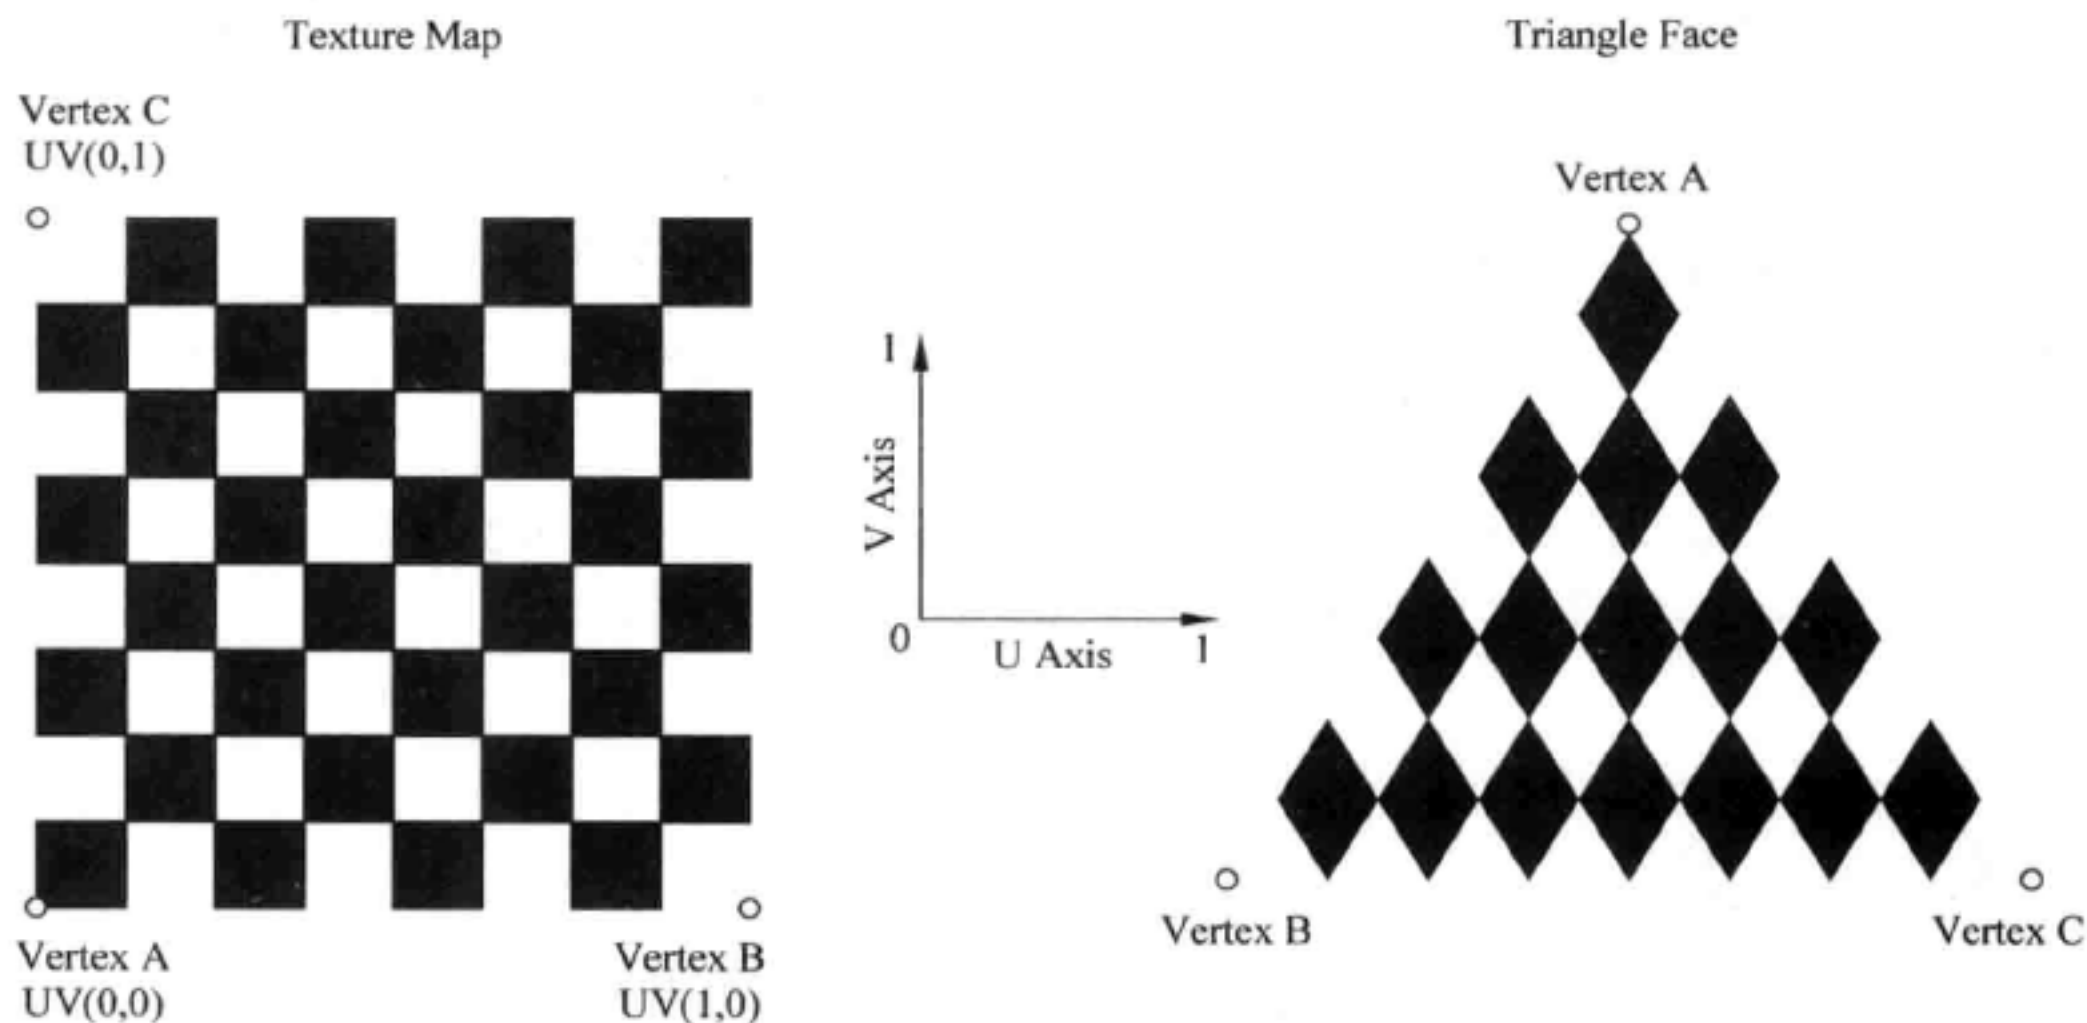 Texture Map
Vertex C
UV(0,1)
Vertex A
UV(0,0)
Vertex B
UV(1,0)
1
V Axis
0
U Axis
1
Triangle Face
Vertex A
Vertex B
Vertex C